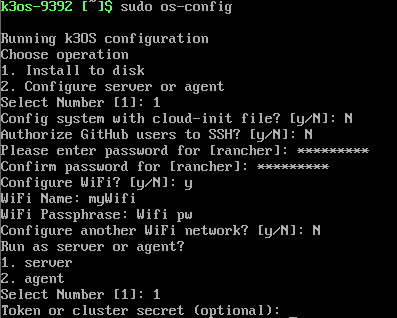 k3os-9392 [~]$ sudo os-config
Running k3OS configuration
Choose operation
1. Install to disk
2. Configure server or agent
Select Number [1]: 1
Config system with cloud-init file? [y/N]: N
Authorize GitHub users to SSH? [y/N]: N
Please enter password for [rancher]: *********
Confirm password for [rancher]: *********
Configure WiFi? [y/N]: y
WiFi Name: myWifi
WiFi Passphrase: Wifi pw
Configure another WiFi network? [y/N]: N
Run as server or agent?
1. server
2. agent
Select Number [1]: 1
Token or cluster secret (optional): _